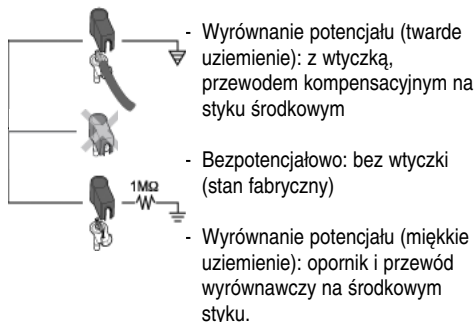 - Wyrównanie potencjału (twarde
uziemienie): z wtyczką,
przewodem kompensacyjnym na
styku środkowym
- Bezpotencjałowo: bez wtyczki
(stan fabryczny)
1MΩ
- Wyrównanie potencjału (miękkie
uziemienie): opornik i przewód
wyrównawczy na środkowym
styku.